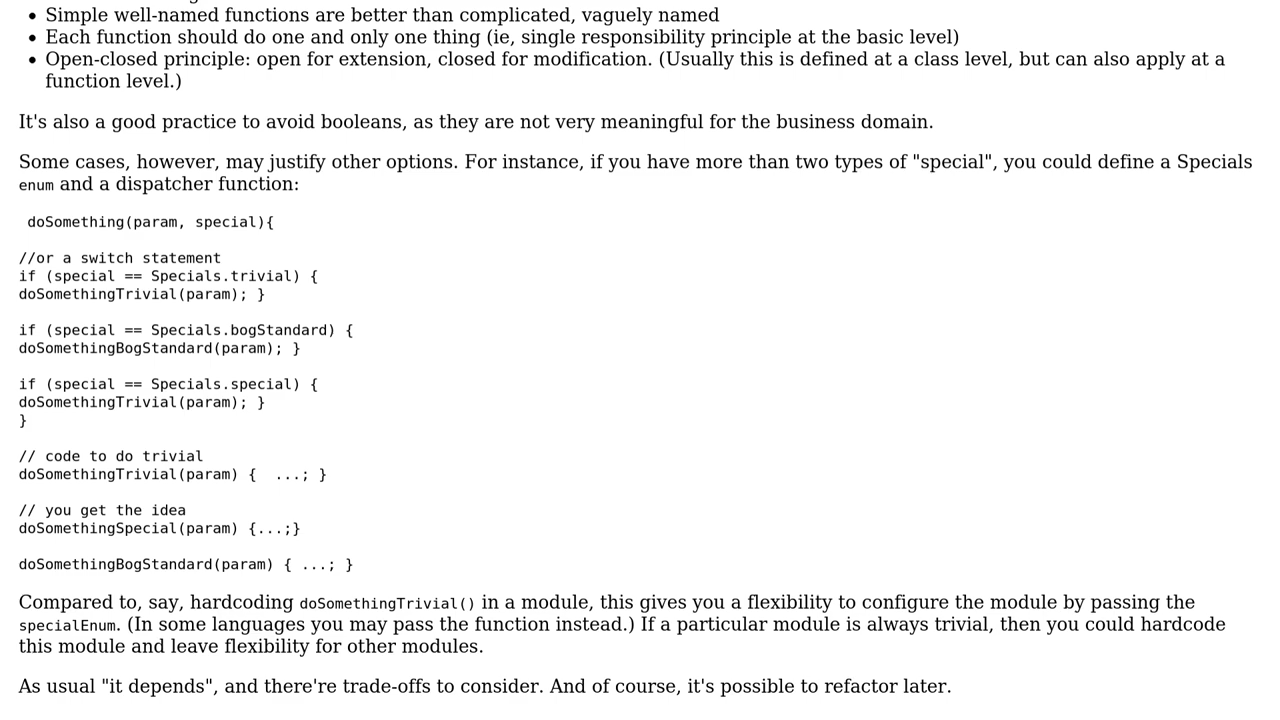 • Simple well-named functions are better than complicated, vaguely named
• Each function should do one and only one thing (ie, single responsibility principle at the basic level)
• Open-closed principle: open for extension, closed for modification. (Usually this is defined at a class level, but can also apply at a
function level.)
It's also a good practice to avoid booleans, as they are not very meaningful for the business domain.
Some cases, however, may justify other options. For instance, if you have more than two types of "special", you could define a Specials
enum and a dispatcher function:
doSomething(param, special){
//or a switch statement
if (special == Specials.trivial) {
doSomethingTrivial(param); }
if (special == Specials.bogStandard) {
doSomethingBogStandard(param); }
if (special == Specials.special) {
doSomethingTrivial(param); }
}
// code to do trivial
doSomethingTrivial(param) {  ...; }
// you get the idea
doSomethingSpecial(param) {...;}
doSomethingBogStandard(param) { ...; }
Compared to, say, hardcoding doSomethingTrivial() in a module, this gives you a flexibility to configure the module by passing the
specialEnum. (In some languages you may pass the function instead.) If a particular module is always trivial, then you could hardcode
this module and leave flexibility for other modules.
As usual "it depends", and there're trade-offs to consider. And of course, it's possible to refactor later.